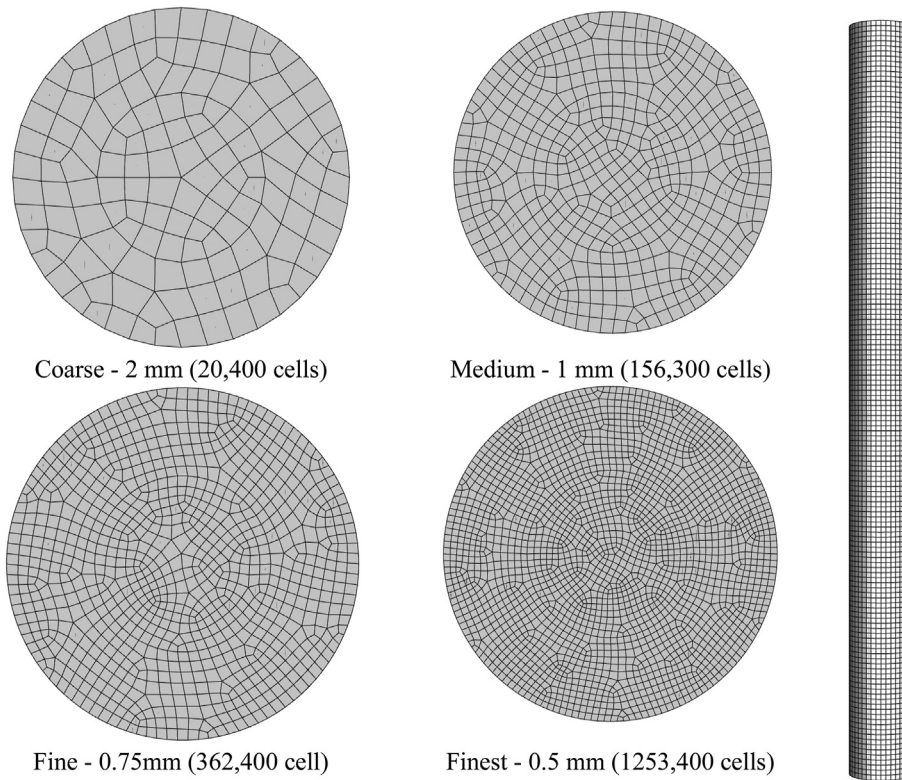 Coarse - 2 mm (20,400 cells)
Medium - 1 mm (156,300 cells)
Fine - 0.75mm (362,400 cell)
Finest - 0.5 mm (1253,400 cells)